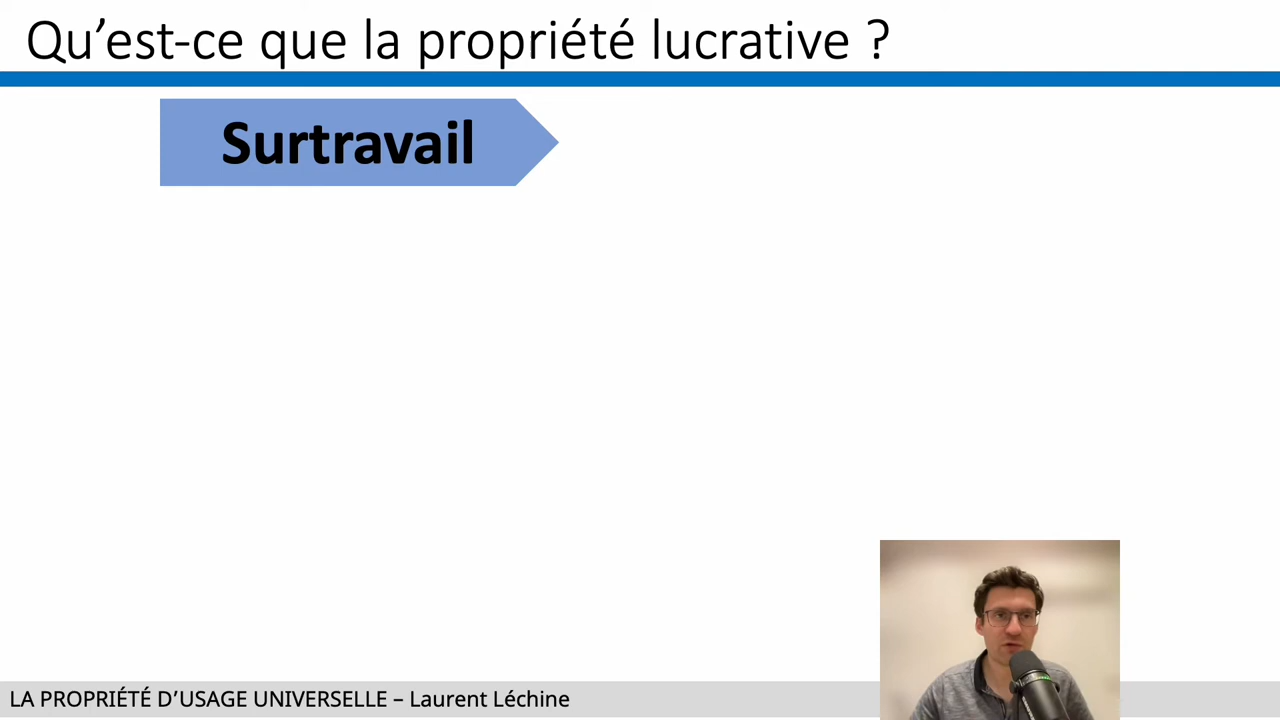 Qu’est-ce que la propriété lucrative ?
Surtravail
LA PROPRIÉTÉ D’USAGE UNIVERSELLE – Laurent Léchine